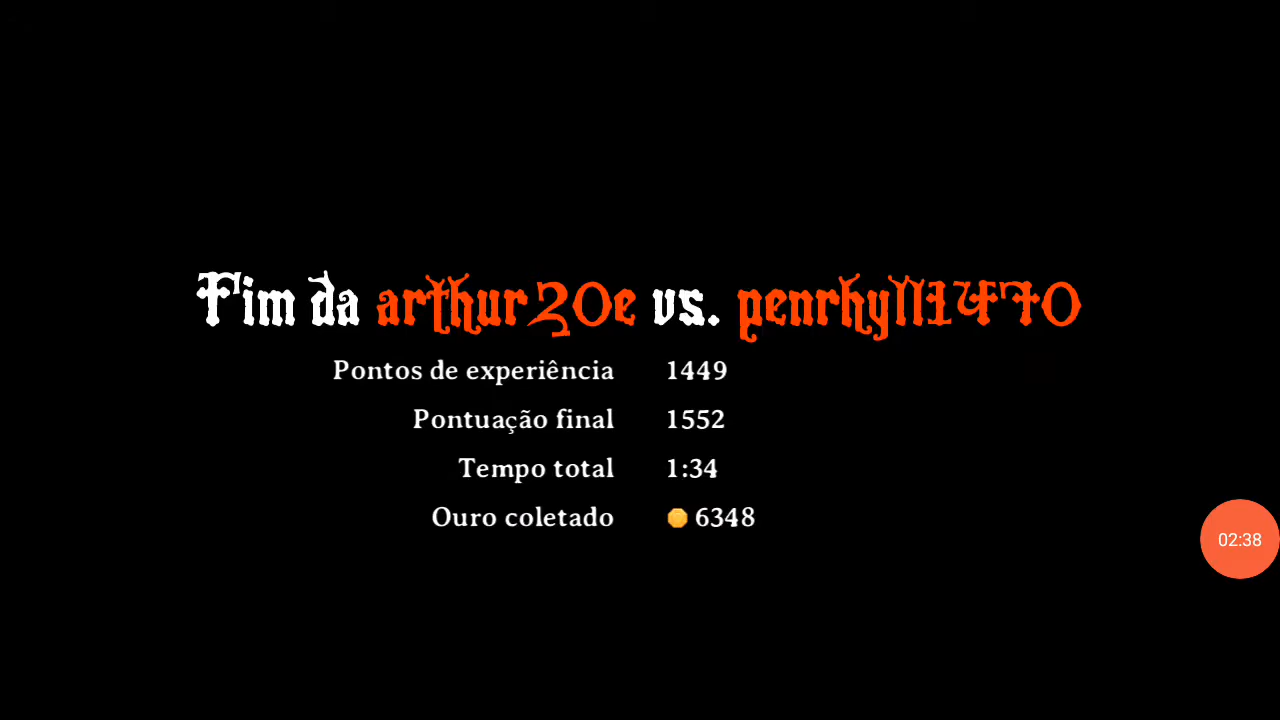 Fim da arthur20e vs. penrhyll1470
Pontos de experiência 1449
Pontuação final 1552
Tempo total 1:34
Ouro coletado 6348
02:38